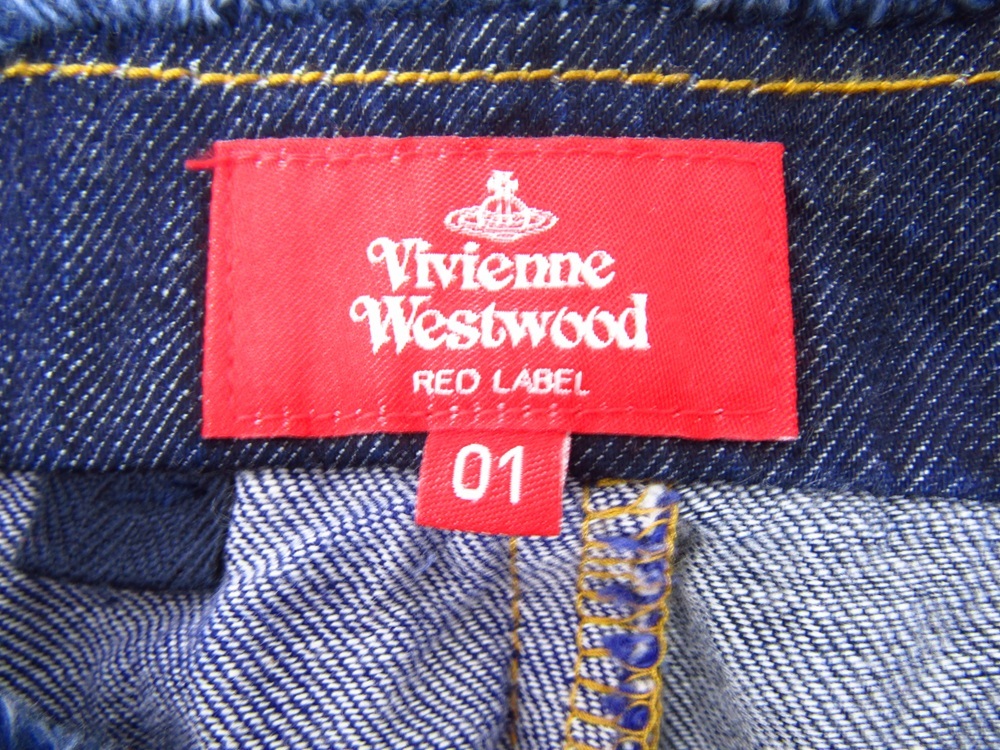 Vivienne
Westwood
RED LABEL
01